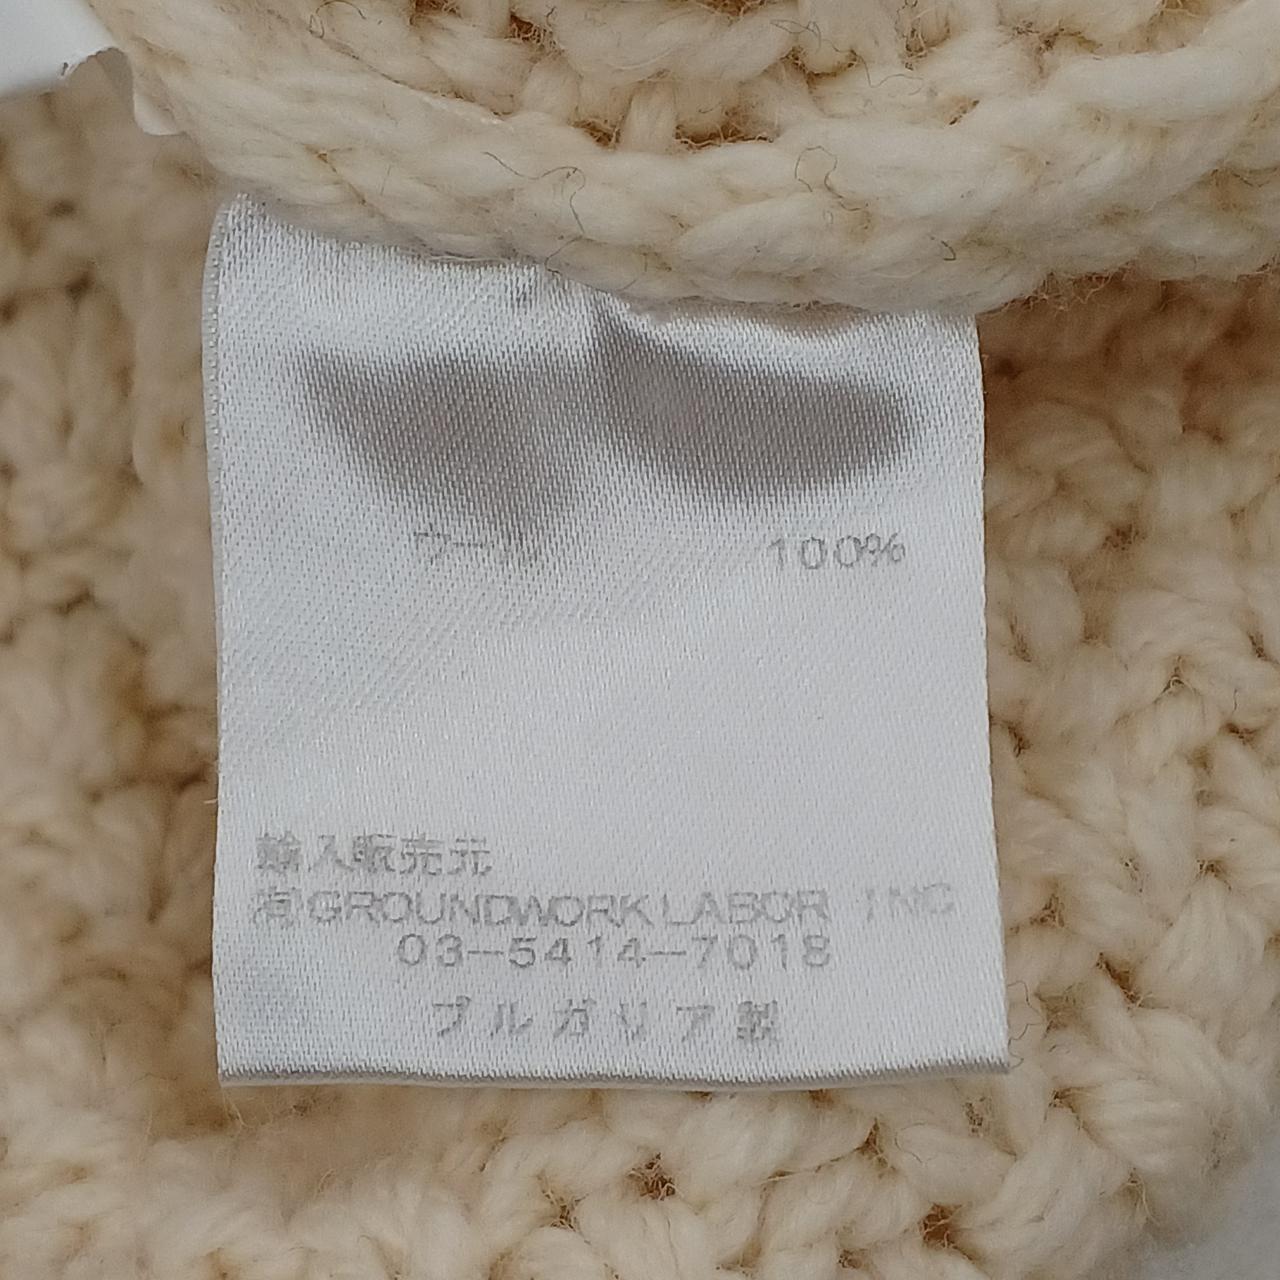 ウール 100%
輸入販売元
㈲GROUNDWORK LABOR INC
03-5414-7018
ブルガリア製